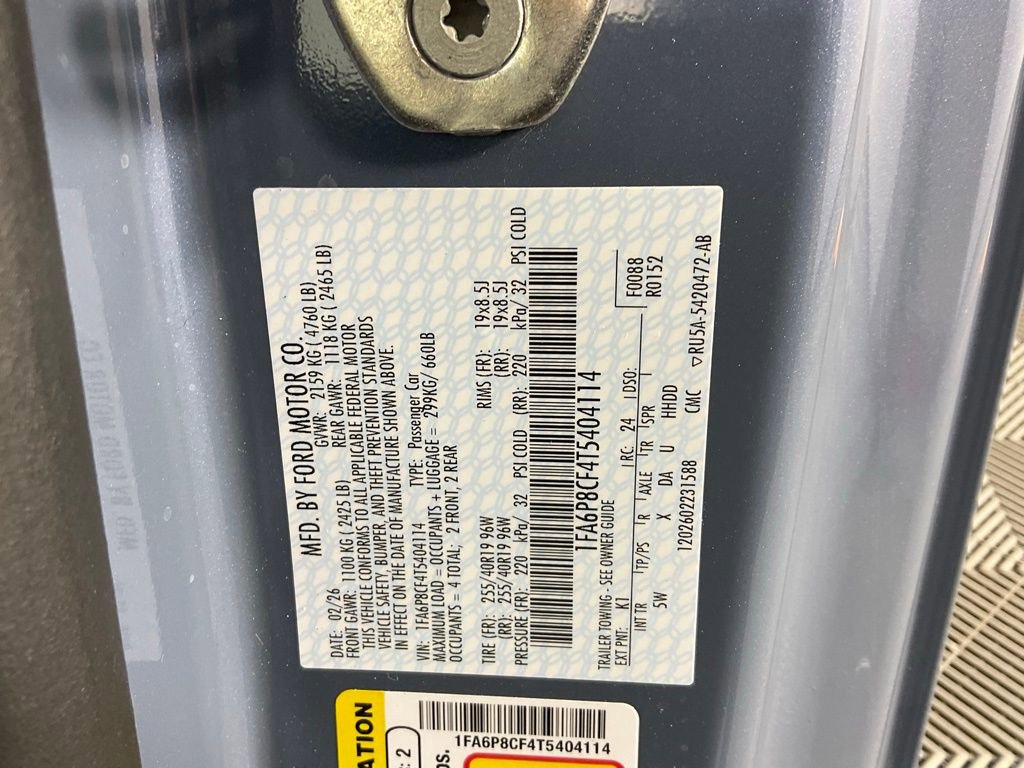 MFD. BY FORD MOTOR CO.
DATE: 02/26 GVWR: 2159 KG ( 4760 LB)
FRONT GAWR: 1100 KG ( 2425 LB) REAR GAWR: 1118 KG ( 2465 LB)
THIS VEHICLE CONFORMS TO ALL APPLICABLE FEDERAL MOTOR
VEHICLE SAFETY, BUMPER, AND THEFT PREVENTION STANDARDS
IN EFFECT ON THE DATE OF MANUFACTURE SHOWN ABOVE.
VIN: 1FA6P8CF4T5404114 TYPE: Passenger Car
MAXIMUM LOAD = OCCUPANTS + LUGGAGE = 299KG/ 660LB
OCCUPANTS = 4 TOTAL; 2 FRONT, 2 REAR
TIRE (FR): 255/40R19 96W RIMS (FR): 19x8.5J
(RR): 255/40R19 96W (RR): 19x8.5J
PRESSURE (FR): 220 kPa/ 32 PSI COLD (RR): 220 kPa/ 32 PSI COLD
1FA6P8CF4T5404114
TRAILER TOWING - SEE OWNER GUIDE
F0088
EXT PNT: K1 RC: 24 DSO: R0152
INT TR TP/PS R AXLE TR SPR
5W X DA U HHDD
1202602231588 CMC ▽RU5A-5420472-AB
ATION
: 2
OS.
1FA6P8CF4T5404114